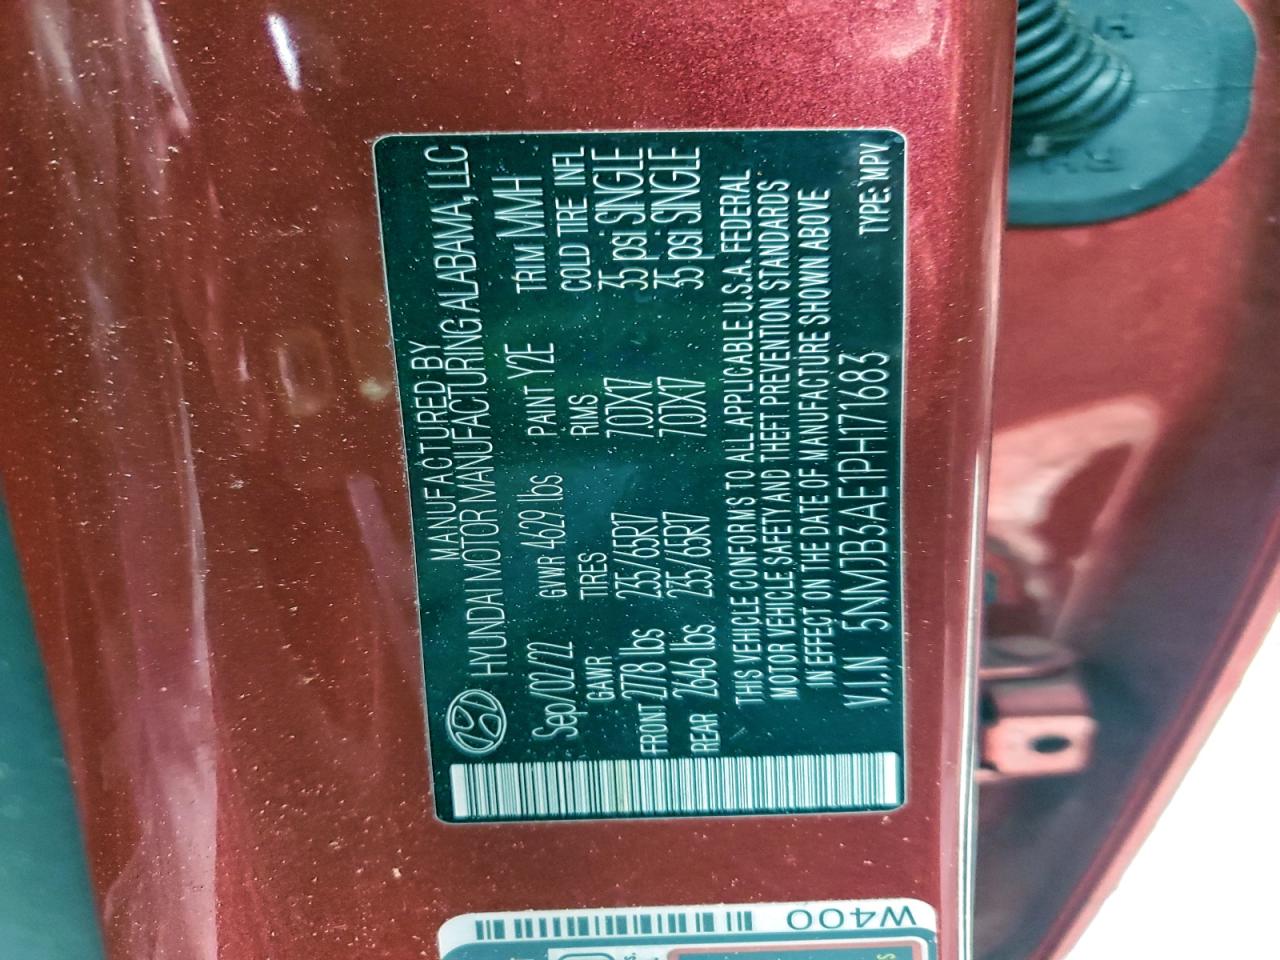 MANUFACTURED BY
HYUNDAI MOTOR MANUFACTURING ALABAMA, LLC
Sep/02/22 GVWR 4629 lbs PAINT Y2E TRIM MMH
GAWR TIRES RIMS COLD TIRE INFL
FRONT 2778 lbs 235/65R17 7.0JX17 35 psi SINGLE
REAR 2646 lbs 235/65R17 7.0JX17 35 psi SINGLE
THIS VEHICLE CONFORMS TO ALL APPLICABLE U.S.A. FEDERAL
MOTOR VEHICLE SAFETY AND THEFT PREVENTION STANDARDS
IN EFFECT ON THE DATE OF MANUFACTURE SHOWN ABOVE
V.I.N 5NMJB3AE1PH171683 TYPE: MPV
W400